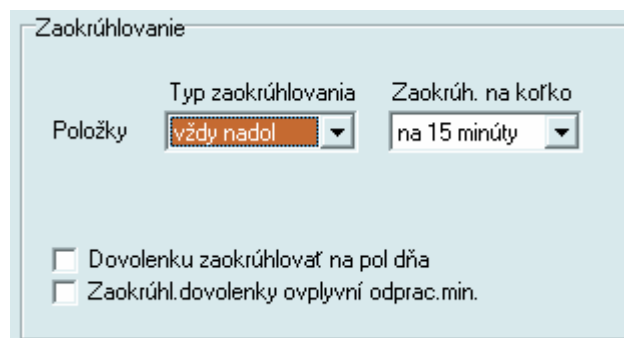 Zaokrúhlovanie
Typ zaokrúhlovania Zaokrúh. na koľko
Položky vždy nadol na 15 minúty
Dovolenku zaokrúhlovať na pol dňa
Zaokrúhl.dovolenky ovplyvní odprac.min.